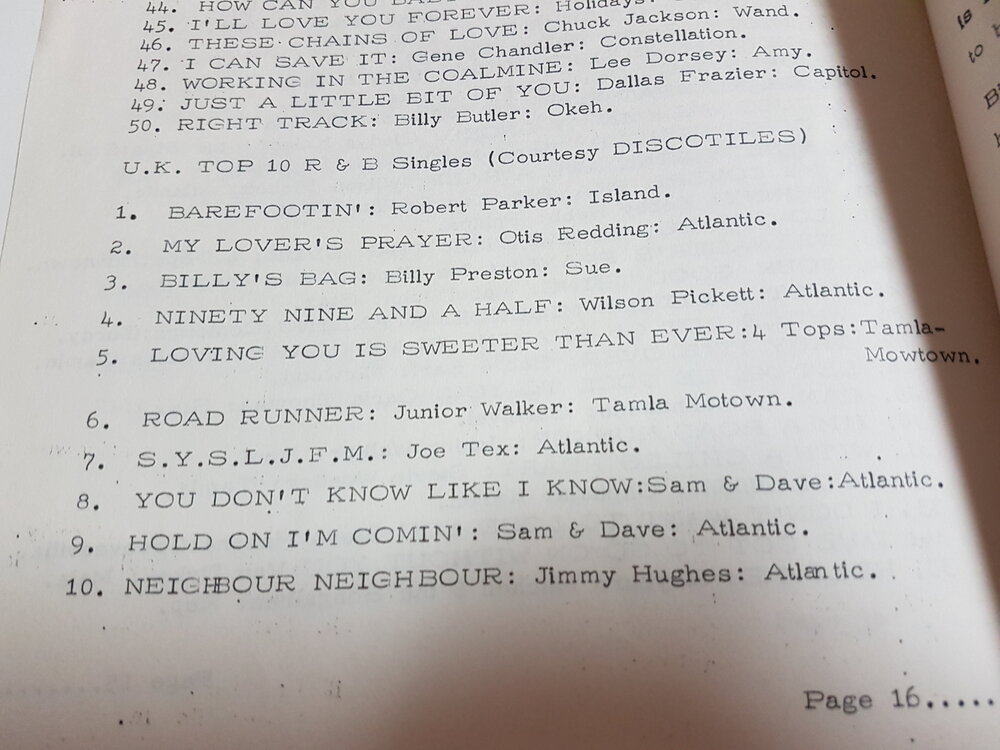 44. HOW CAN YOU
45. I'LL LOVE YOU FOREVER: Holidays:
46. THESE CHAINS OF LOVE: Chuck Jackson: Wand.
47. I CAN SAVE IT: Gene Chandler: Constellation.
48. WORKING IN THE COALMINE: Lee Dorsey: Amy.
49. JUST A LITTLE BIT OF YOU: Dallas Frazier: Capitol.
50. RIGHT TRACK: Billy Butler: Okeh.
U.K. TOP 10 R & B Singles (Courtesy DISCOTILES)
1. BAREFOOTIN': Robert Parker: Island.
2. MY LOVER'S PRAYER: Otis Redding: Atlantic.
3. BILLY'S BAG: Billy Preston: Sue.
4. NINETY NINE AND A HALF: Wilson Pickett: Atlantic.
5. LOVING YOU IS SWEETER THAN EVER:4 Tops:Tamla-
Mowtown.
6. ROAD RUNNER: Junior Walker: Tamla Motown.
7. S.Y.S.L.J.F.M.: Joe Tex: Atlantic.
8. YOU DON'T KNOW LIKE I KNOW:Sam & Dave:Atlantic.
9. HOLD ON I'M COMIN': Sam & Dave: Atlantic.
10. NEIGHBOUR NEIGHBOUR: Jimmy Hughes: Atlantic.
Page 16.....